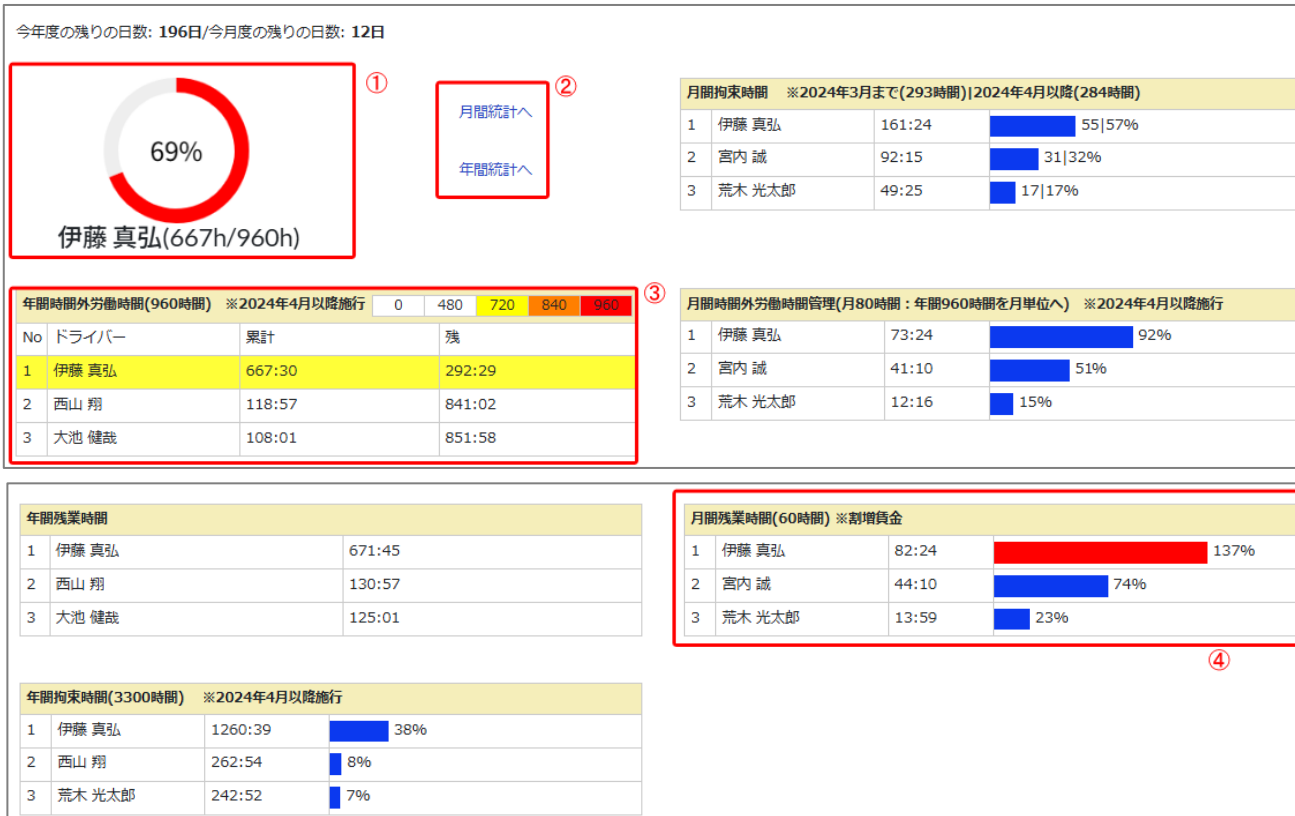 今年度の残りの日数: 196日/今月度の残りの日数: 12日
①
69%
伊藤 真弘(667h/960h)
②
月間統計へ
年間統計へ
月間拘束時間 ※2024年3月まで(293時間)|2024年4月以降(284時間)
1 伊藤 真弘 161:24 55|57%
2 宮内 誠 92:15 31|32%
3 荒木 光太郎 49:25 17|17%
③
年間時間外労働時間(960時間) ※2024年4月以降施行 0 480 720 840 960
No ドライバー 累計 残
1 伊藤 真弘 667:30 292:29
2 西山 翔 118:57 841:02
3 大池 健哉 108:01 851:58
月間時間外労働時間管理(月80時間：年間960時間を月単位へ) ※2024年4月以降施行
1 伊藤 真弘 73:24 92%
2 宮内 誠 41:10 51%
3 荒木 光太郎 12:16 15%
年間残業時間
1 伊藤 真弘 671:45
2 西山 翔 130:57
3 大池 健哉 125:01
月間残業時間(60時間) ※割増賃金
1 伊藤 真弘 82:24 137%
2 宮内 誠 44:10 74%
3 荒木 光太郎 13:59 23%
④
年間拘束時間(3300時間) ※2024年4月以降施行
1 伊藤 真弘 1260:39 38%
2 西山 翔 262:54 8%
3 荒木 光太郎 242:52 7%